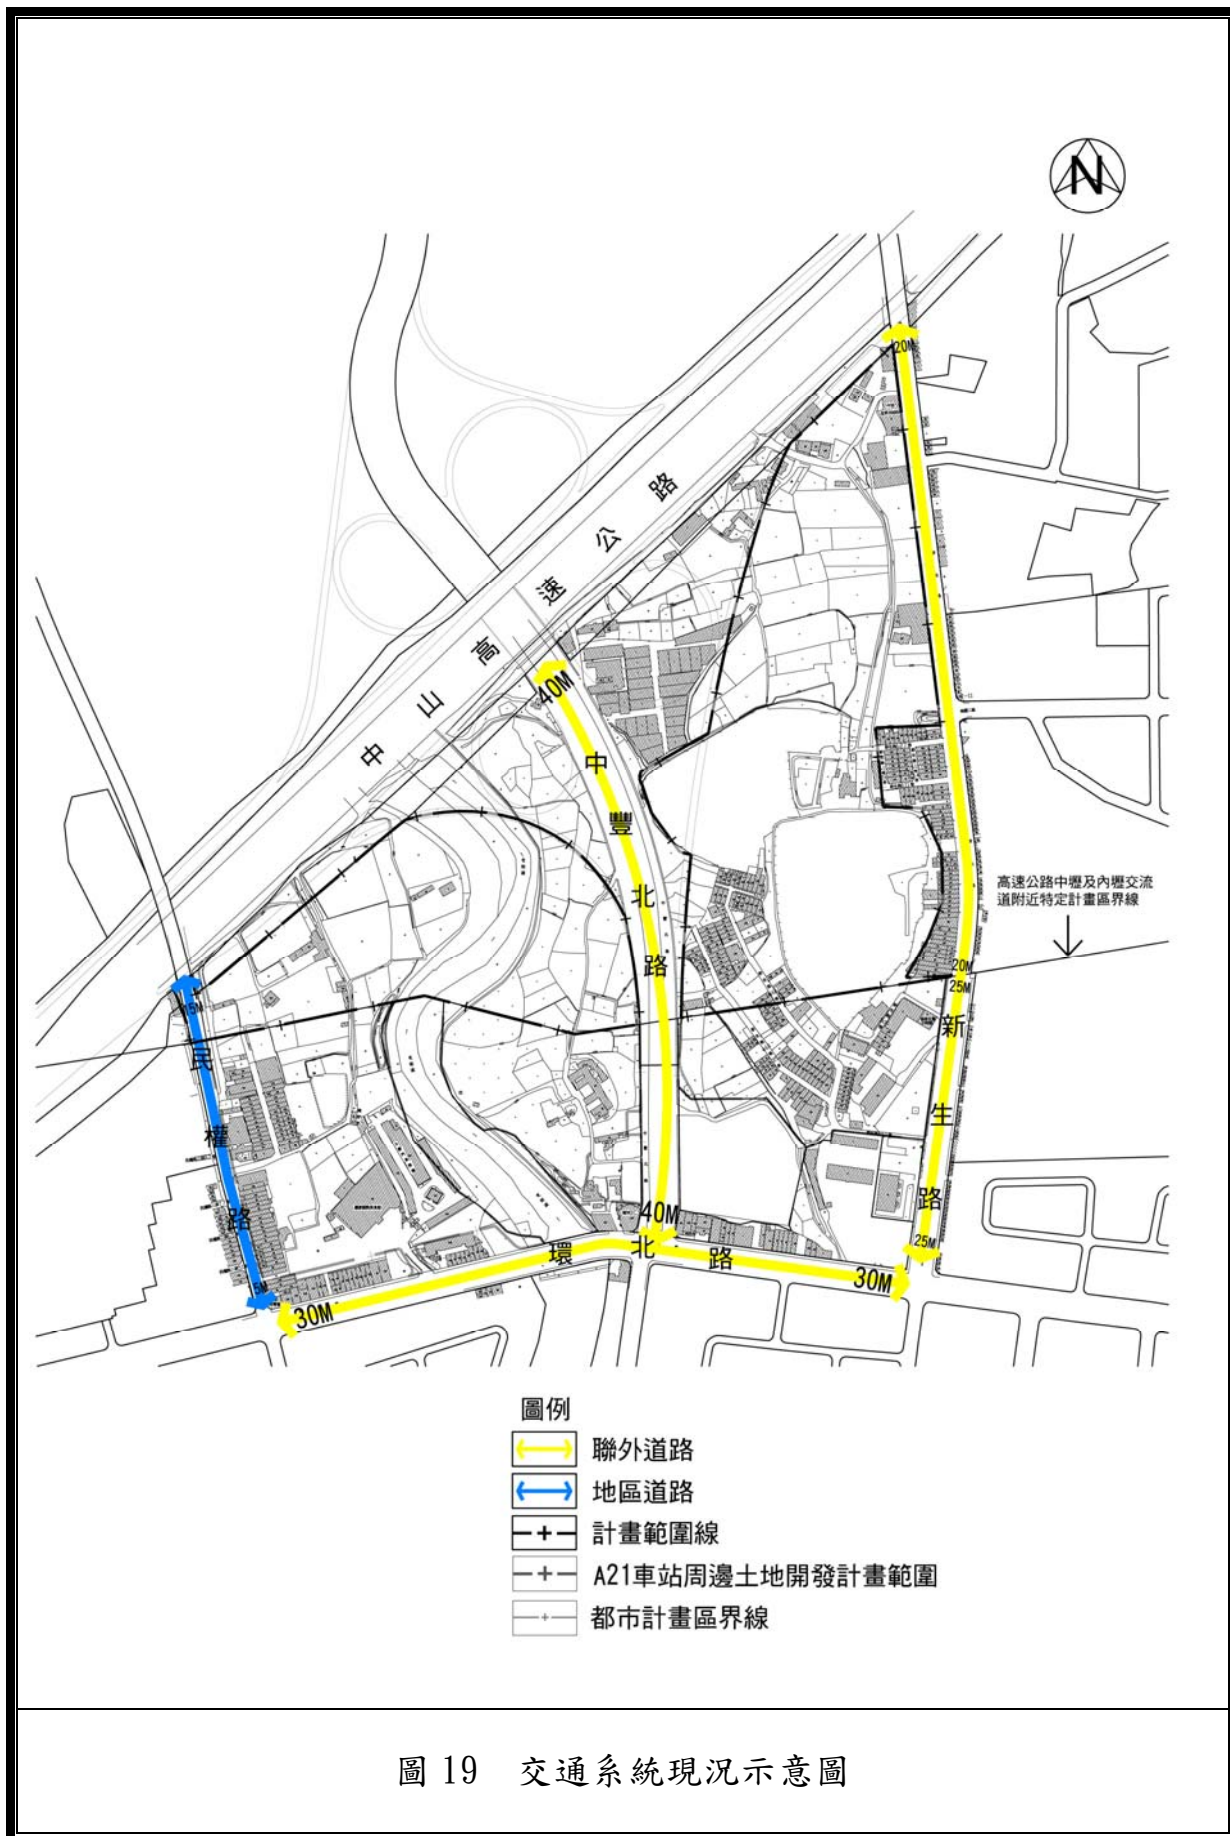 N
20M
中山高速公路
40M
中豐北路
高速公路中壢及內壢交流
道附近特定計畫區界線
20M
25M
新生路
25M
15M
民權路
40M
環北路
30M
30M
圖例
聯外道路
地區道路
計畫範圍線
A21車站周邊土地開發計畫範圍
都市計畫區界線
圖 19 交通系統現況示意圖